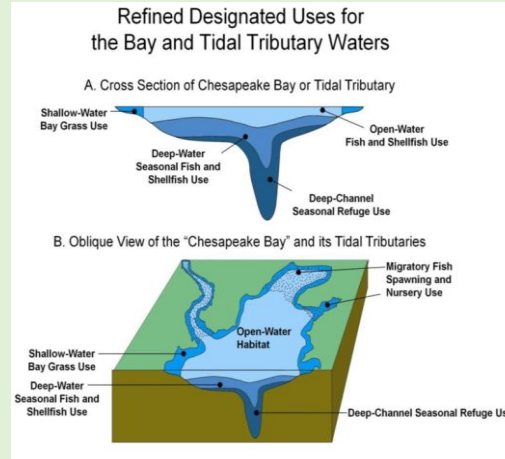 Refined Designated Uses for
the Bay and Tidal Tributary Waters
A. Cross Section of Chesapeake Bay or Tidal Tributary
Shallow-Water
Bay Grass Use
Open-Water
Fish and Shellfish Use
Deep-Water
Seasonal Fish and
Shellfish Use
Deep-Channel
Seasonal Refuge Use
B. Oblique View of the “Chesapeake Bay” and its Tidal Tributaries
Migratory Fish
Spawning and
Nursery Use
Open-Water
Habitat
Shallow-Water
Bay Grass Use
Deep-Water
Seasonal Fish and
Shellfish Use
Deep-Channel Seasonal Refuge Us